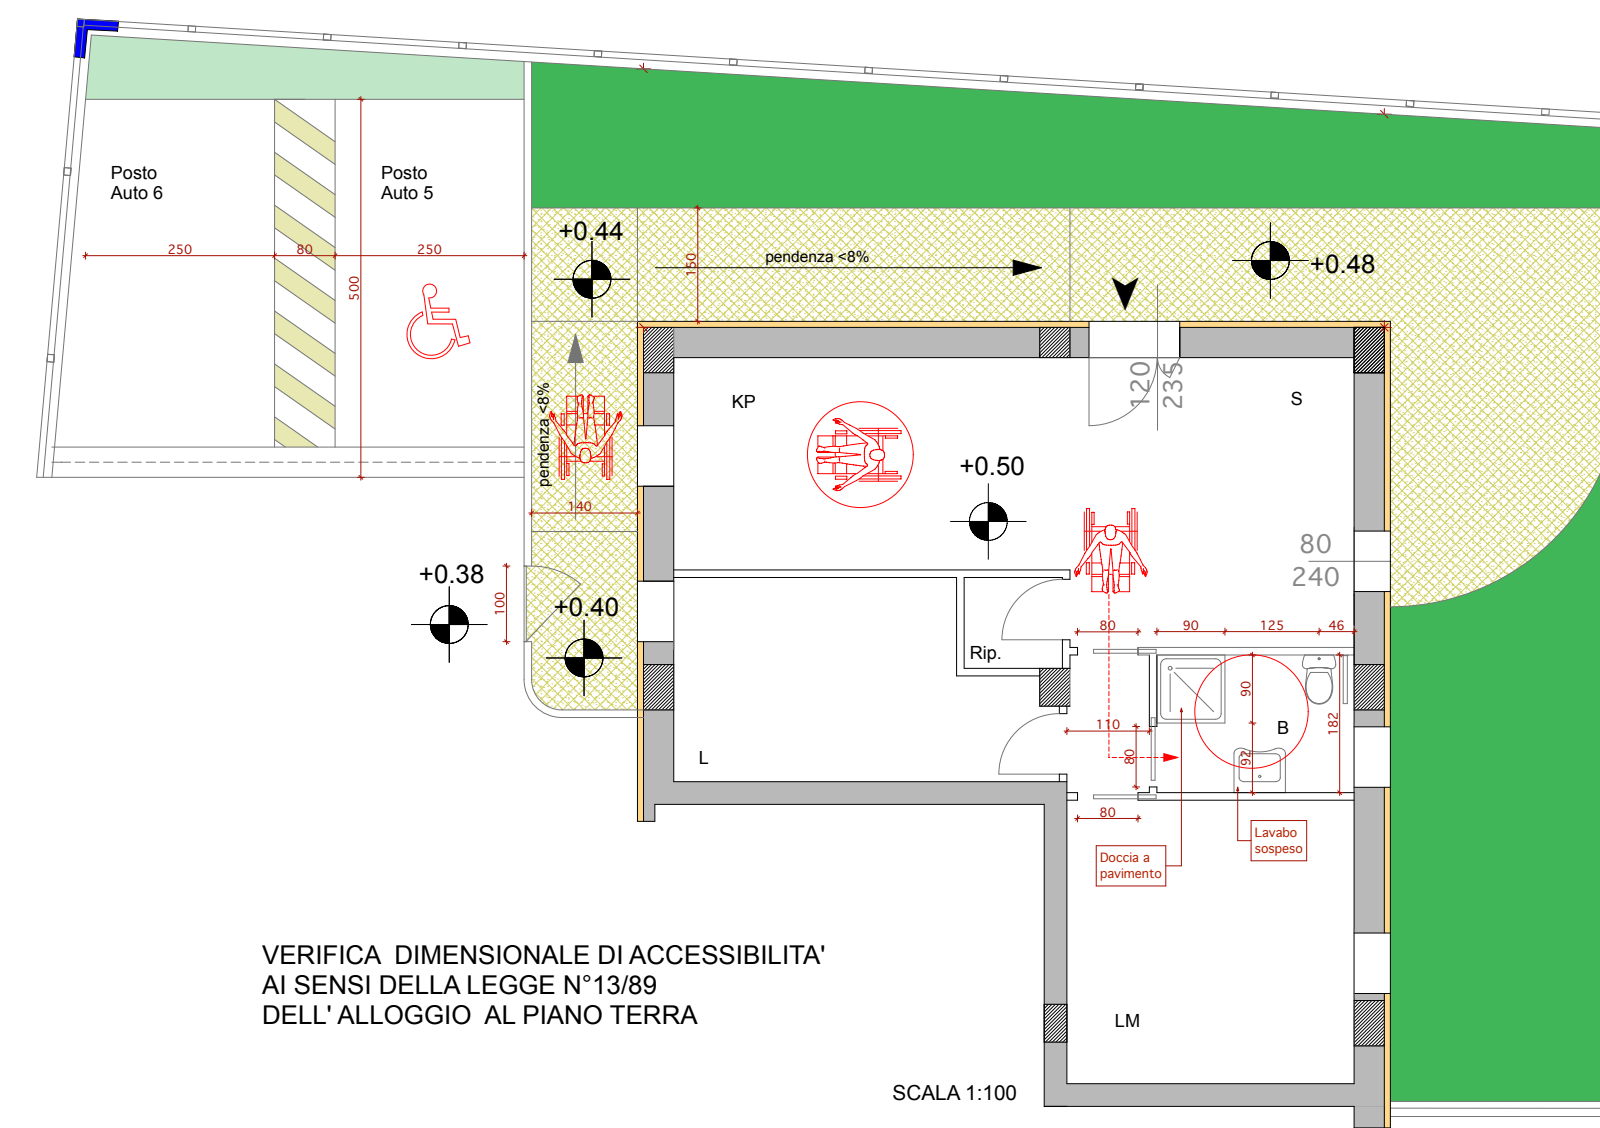 Posto
Auto 6
Posto
Auto 5
250
80
250
500
+0.44
150
pendenza <8%
+0.48
pendenza <8%
140
KP
120
235
S
+0.50
80
240
+0.38
100
+0.40
Rip.
80
90
125
46
L
110
80
90
92
182
B
80
Doccia a
pavimento
Lavabo
sospeso
VERIFICA DIMENSIONALE DI ACCESSIBILITA'
AI SENSI DELLA LEGGE N°13/89
DELL' ALLOGGIO AL PIANO TERRA
LM
SCALA 1:100